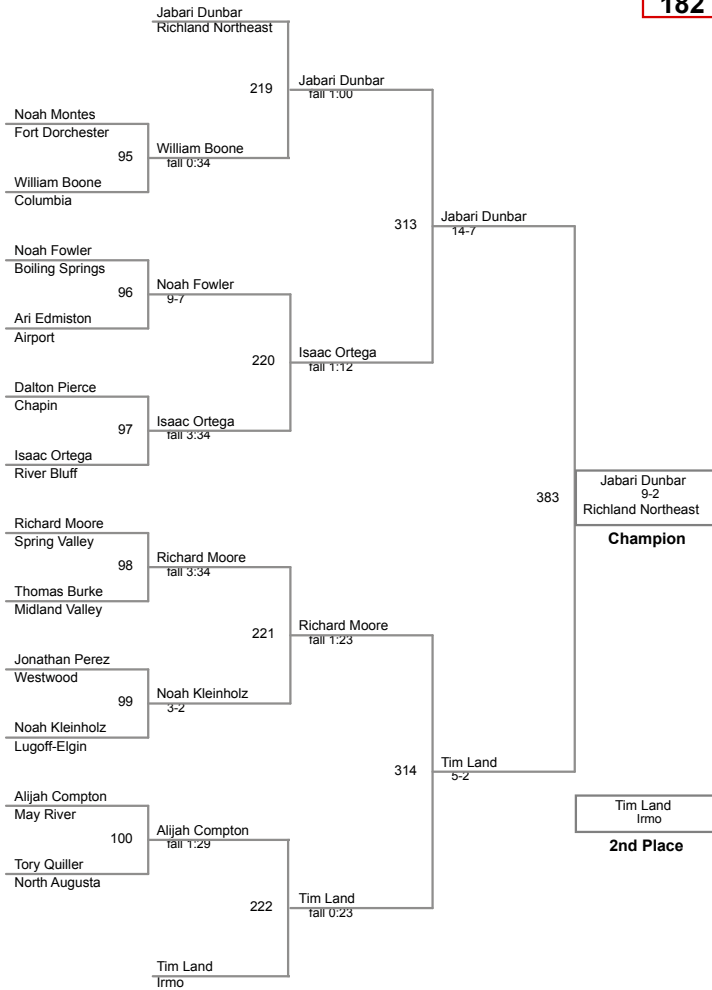 182
Jabari Dunbar
Richland Northeast
219
Jabari Dunbar
fall 1:00
Noah Montes
Fort Dorchester
95
William Boone
fall 0:34
William Boone
Columbia
313
Jabari Dunbar
14-7
Noah Fowler
Boiling Springs
96
Noah Fowler
9-7
Ari Edmiston
Airport
220
Isaac Ortega
fall 1:12
Dalton Pierce
Chapin
97
Isaac Ortega
fall 3:34
Isaac Ortega
River Bluff
383
Jabari Dunbar
9-2
Richland Northeast
Champion
Richard Moore
Spring Valley
98
Richard Moore
fall 3:34
Thomas Burke
Midland Valley
221
Richard Moore
fall 1:23
Jonathan Perez
Westwood
99
Noah Kleinholz
3-2
Noah Kleinholz
Lugoff-Elgin
314
Tim Land
5-2
Alijah Compton
May River
100
Alijah Compton
fall 1:29
Tory Quiller
North Augusta
222
Tim Land
fall 0:23
Tim Land
Irmo
Tim Land
Irmo
2nd Place